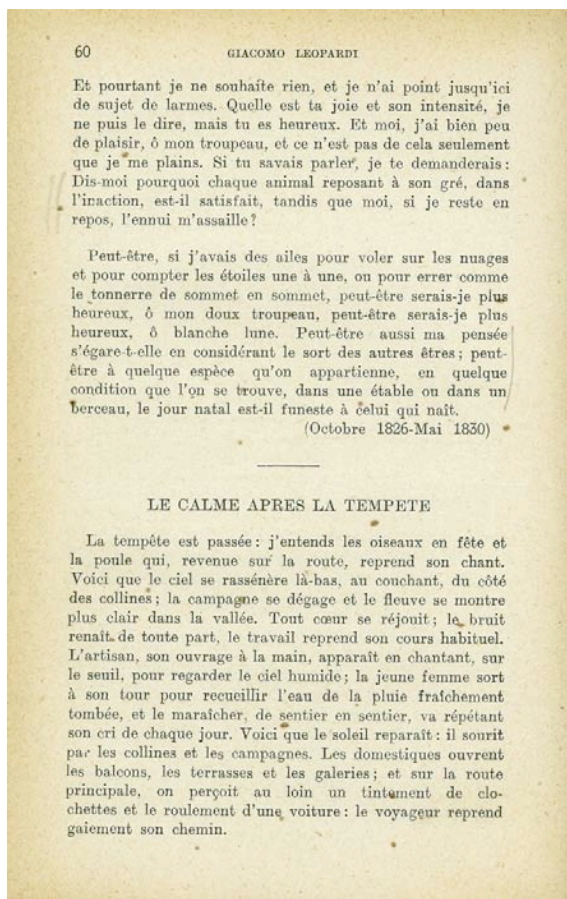 60
GIACOMO LEOPARDI
Et pourtant je ne souhaite rien, et je n'ai point jusqu'ici
de sujet de larmes. Quelle est ta joie et son intensité, je
ne puis le dire, mais tu es heureux. Et moi, j'ai bien peu
de plaisir, ô mon troupeau, et ce n'est pas de cela seulement
que je me plains. Si tu savais parler, je te demanderais :
Dis-moi pourquoi chaque animal reposant à son gré, dans
l'inaction, est-il satisfait, tandis que moi, si je reste en
repos, l'ennui m'assaille ?
Peut-être, si j'avais des ailes pour voler sur les nuages
et pour compter les étoiles une à une, ou pour errer comme
le tonnerre de sommet en sommet, peut-être serais-je plus
heureux, ô mon doux troupeau, peut-être serais-je plus
heureux, ô blanche lune. Peut-être aussi ma pensée
s'égare-t-elle en considérant le sort des autres êtres ; peut-
être à quelque espèce qu'on appartienne, en quelque
condition que l'on se trouve, dans une étable ou dans un
berceau, le jour natal est-il funeste à celui qui naît.
(Octobre 1826-Mai 1830)
LE CALME APRES LA TEMPETE
La tempête est passée : j'entends les oiseaux en fête et
la poule qui, revenue sur la route, reprend son chant.
Voici que le ciel se rassénère là-bas, au couchant, du côté
des collines ; la campagne se dégage et le fleuve se montre
plus clair dans la vallée. Tout cœur se réjouit ; le bruit
renaît de toute part, le travail reprend son cours habituel.
L'artisan, son ouvrage à la main, apparaît en chantant, sur
le seuil, pour regarder le ciel humide ; la jeune femme sort
à son tour pour recueillir l'eau de la pluie fraîchement
tombée, et le maraîcher, de sentier en sentier, va répétant
son cri de chaque jour. Voici que le soleil reparaît : il sourit
par les collines et les campagnes. Les domestiques ouvrent
les balcons, les terrasses et les galeries ; et sur la route
principale, on perçoit au loin un tintement de clo-
chettes et le roulement d'une voiture : le voyageur reprend
gaiement son chemin.